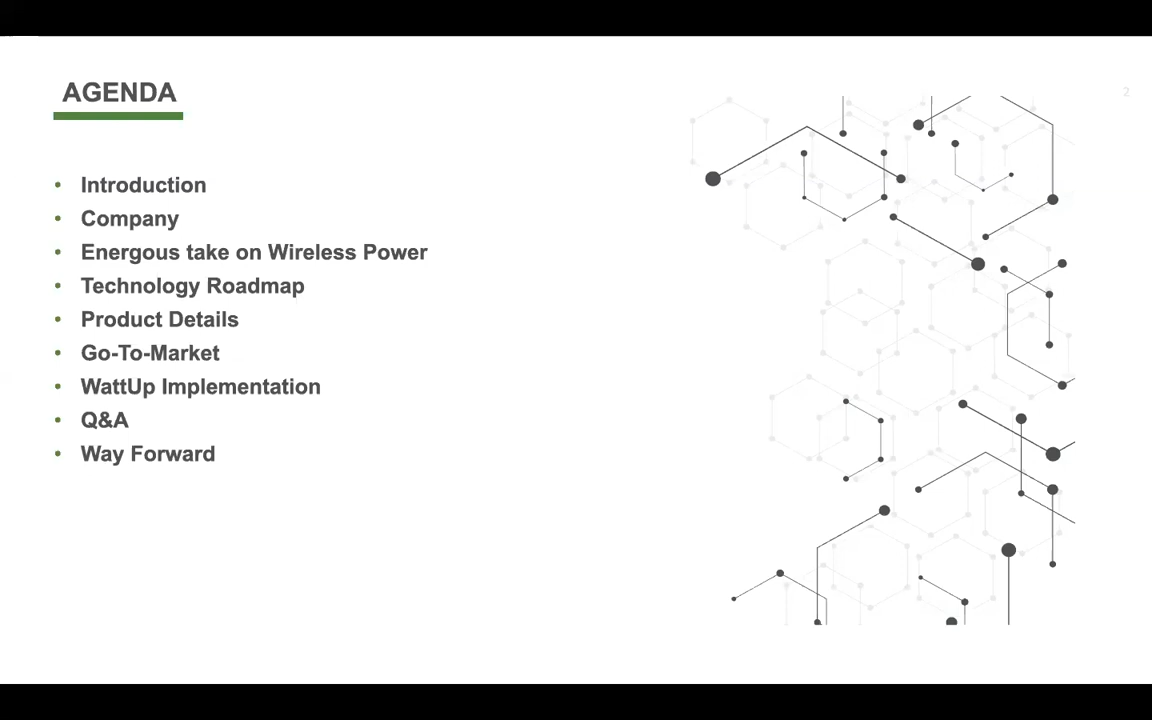 AGENDA
2
• Introduction
• Company
• Energous take on Wireless Power
• Technology Roadmap
• Product Details
• Go-To-Market
• WattUp Implementation
• Q&A
• Way Forward